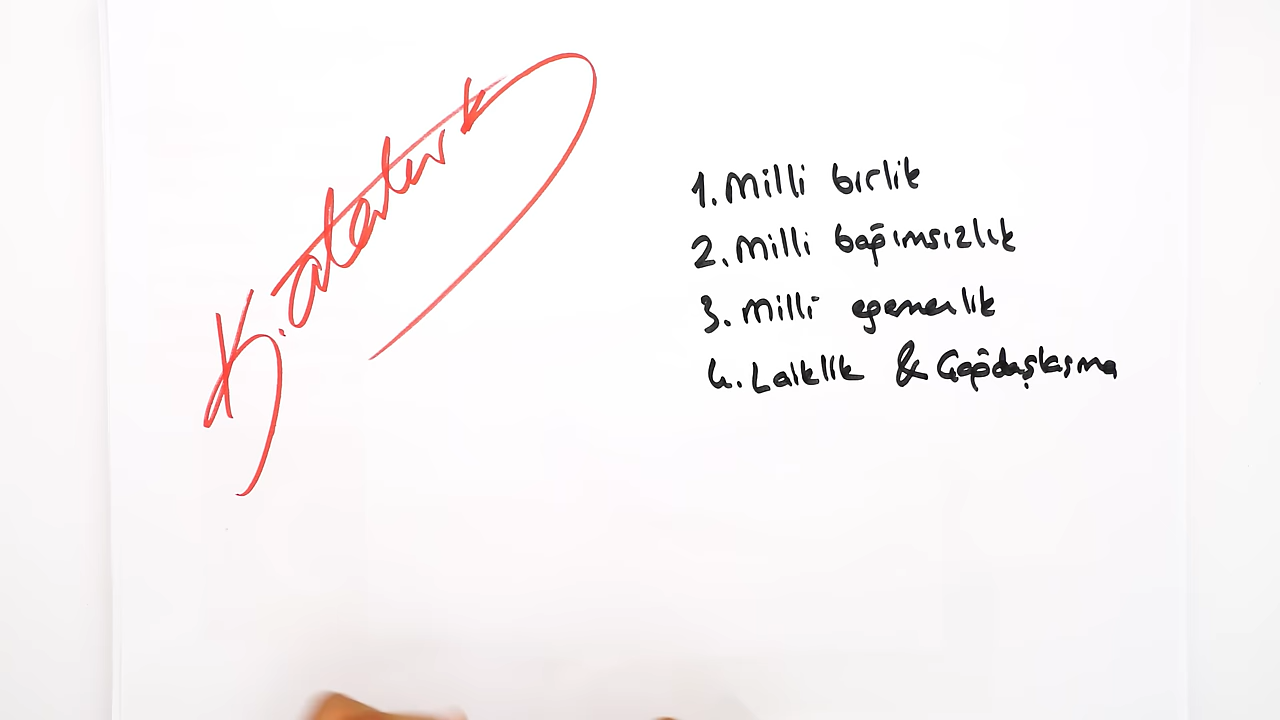 K. Atatürk
1. Milli birlik
2. Milli bağımsızlık
3. Milli egemenlik
4. Laiklik & Çağdaşlaşma